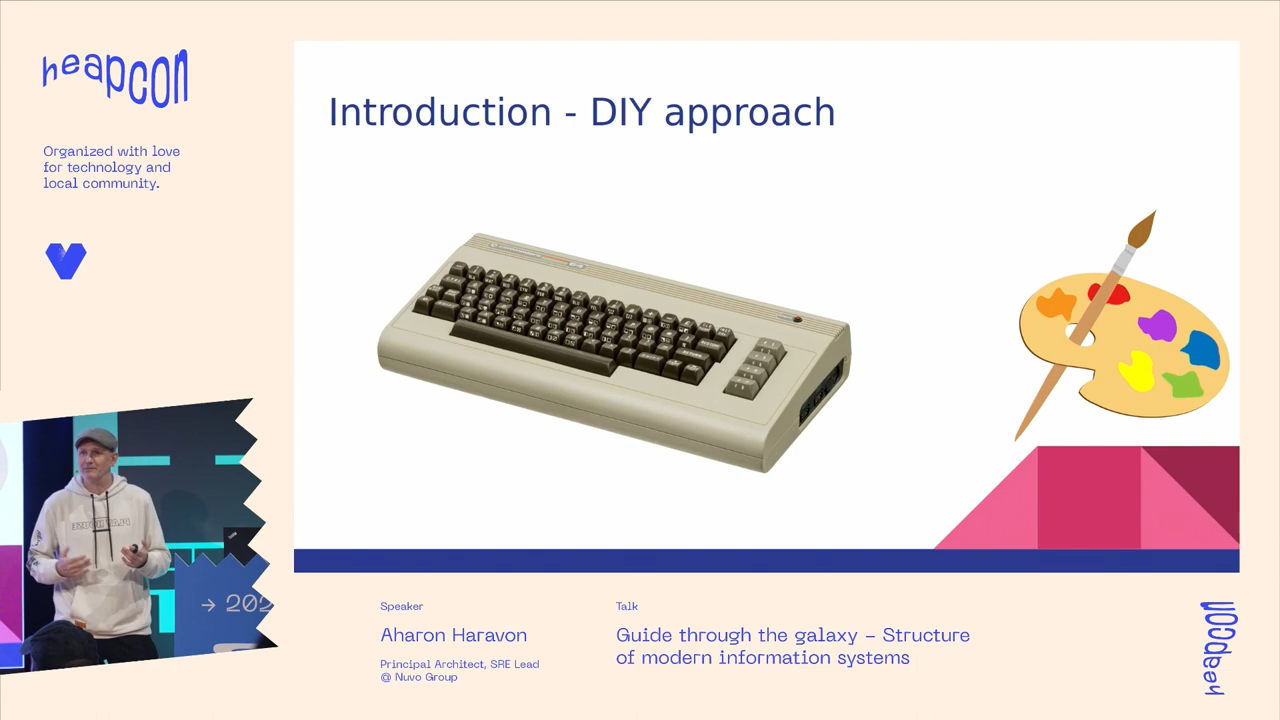 heapcon
Organized with love
for technology and
local community.
Introduction - DIY approach
→ 202
Speaker
Aharon Haravon
Principal Architect, SRE Lead
@ Nuvo Group
Talk
Guide through the galaxy – Structure
of modern information systems
heapcon